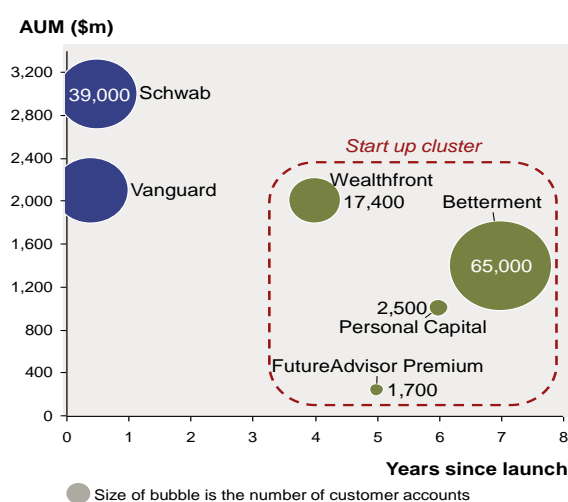 AUM ($m)
3,200
2,800
2,400
2,000
1,600
1,200
800
400
0
39,000 Schwab
Vanguard
Start up cluster
Wealthfront
17,400
Betterment
65,000
2,500
Personal Capital
FutureAdvisor Premium
1,700
0 1 2 3 4 5 6 7 8
Years since launch
Size of bubble is the number of customer accounts